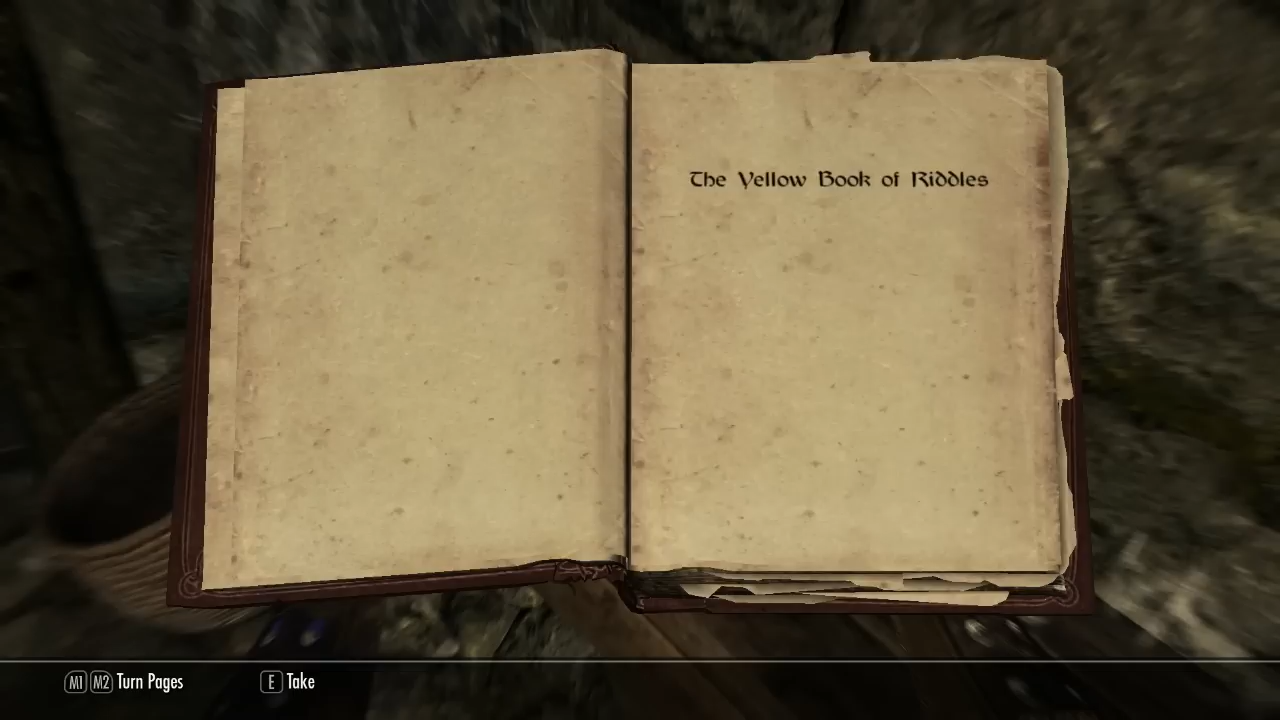 The Yellow Book of Riddles
M1 M2 Turn Pages
E Take